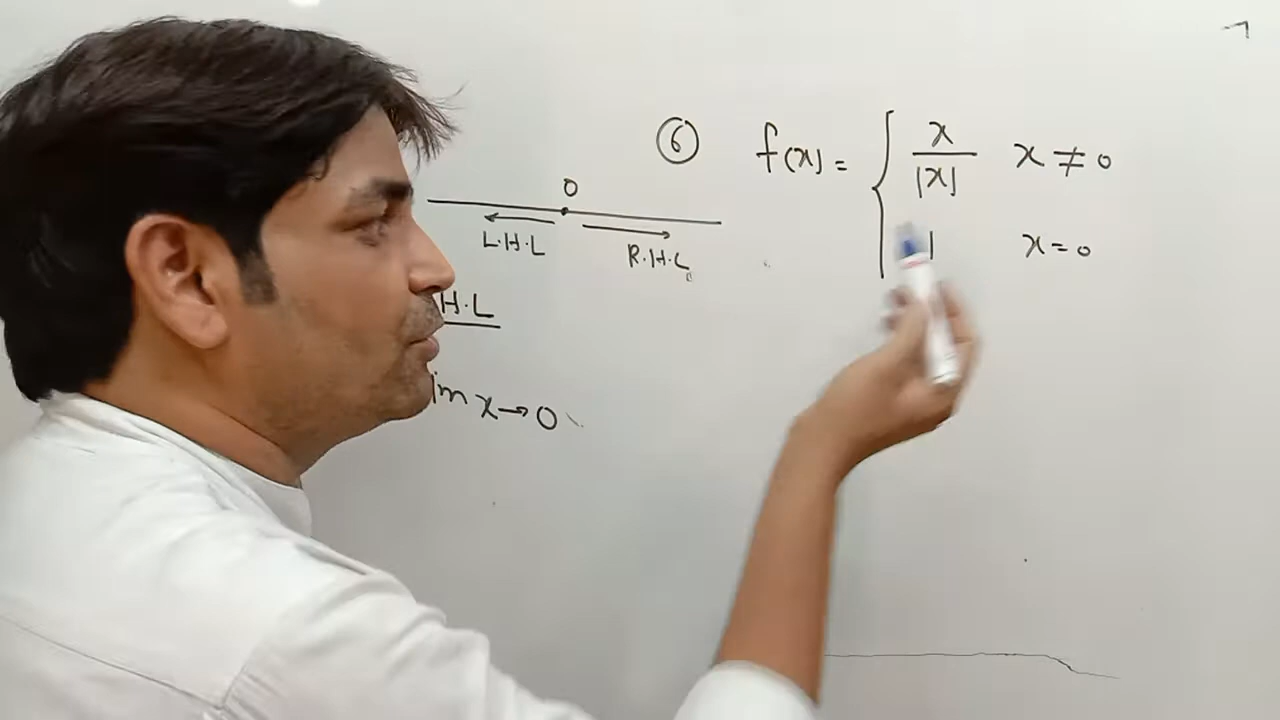 ⑥ f(x) = { x/|x| x ≠ 0
1 x = 0
0
L.H.L R.H.L
H.L
im x→0